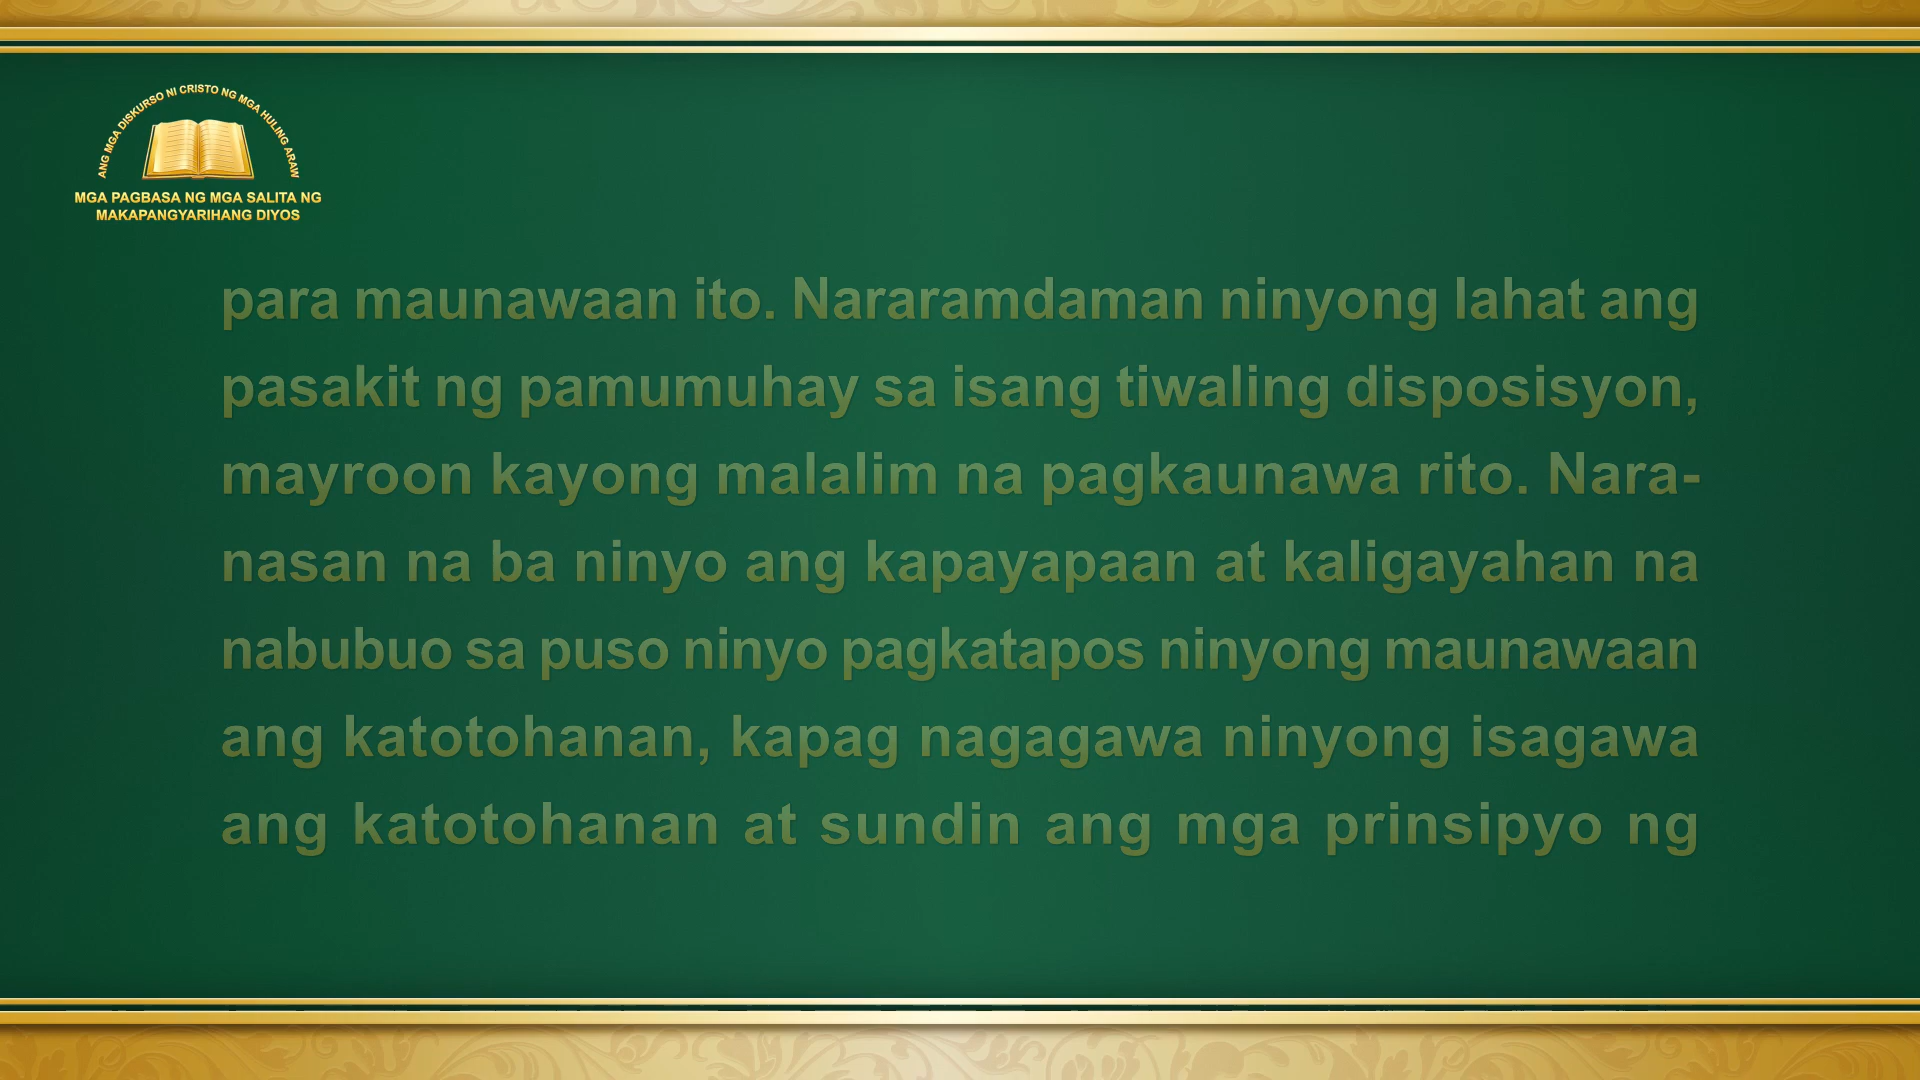 ANG MGA DISKURSO NI CRISTO NG MGA HULING ARAW
MGA PAGBASA NG MGA SALITA NG
MAKAPANGYARIHANG DIYOS
para maunawaan ito. Nararamdaman ninyong lahat ang
pasakit ng pamumuhay sa isang tiwaling disposisyon,
mayroon kayong malalim na pagkaunawa rito. Nara-
nasan na ba ninyo ang kapayapaan at kaligayahan na
nabubuo sa puso ninyo pagkatapos ninyong maunawaan
ang katotohanan, kapag nagagawa ninyong isagawa
ang katotohanan at sundin ang mga prinsipyo ng